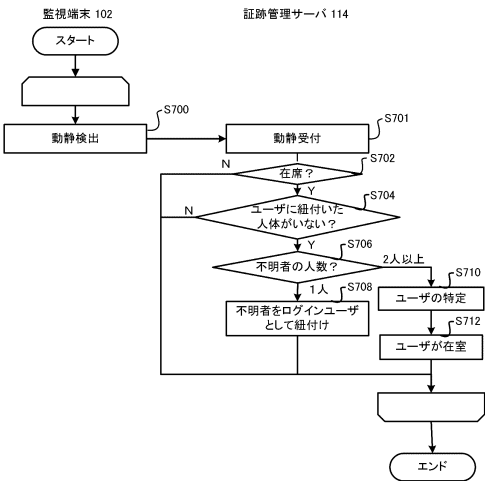 監視端末 102
証跡管理サーバ 114
スタート
S700
動静検出
S701
動静受付
S702
N
在席？
Y
S704
N
ユーザに紐付いた
人体がいない？
Y
S706
不明者の人数？
2人以上
1人
S708
不明者をログインユーザ
として紐付け
S710
ユーザの特定
S712
ユーザが在室
エンド